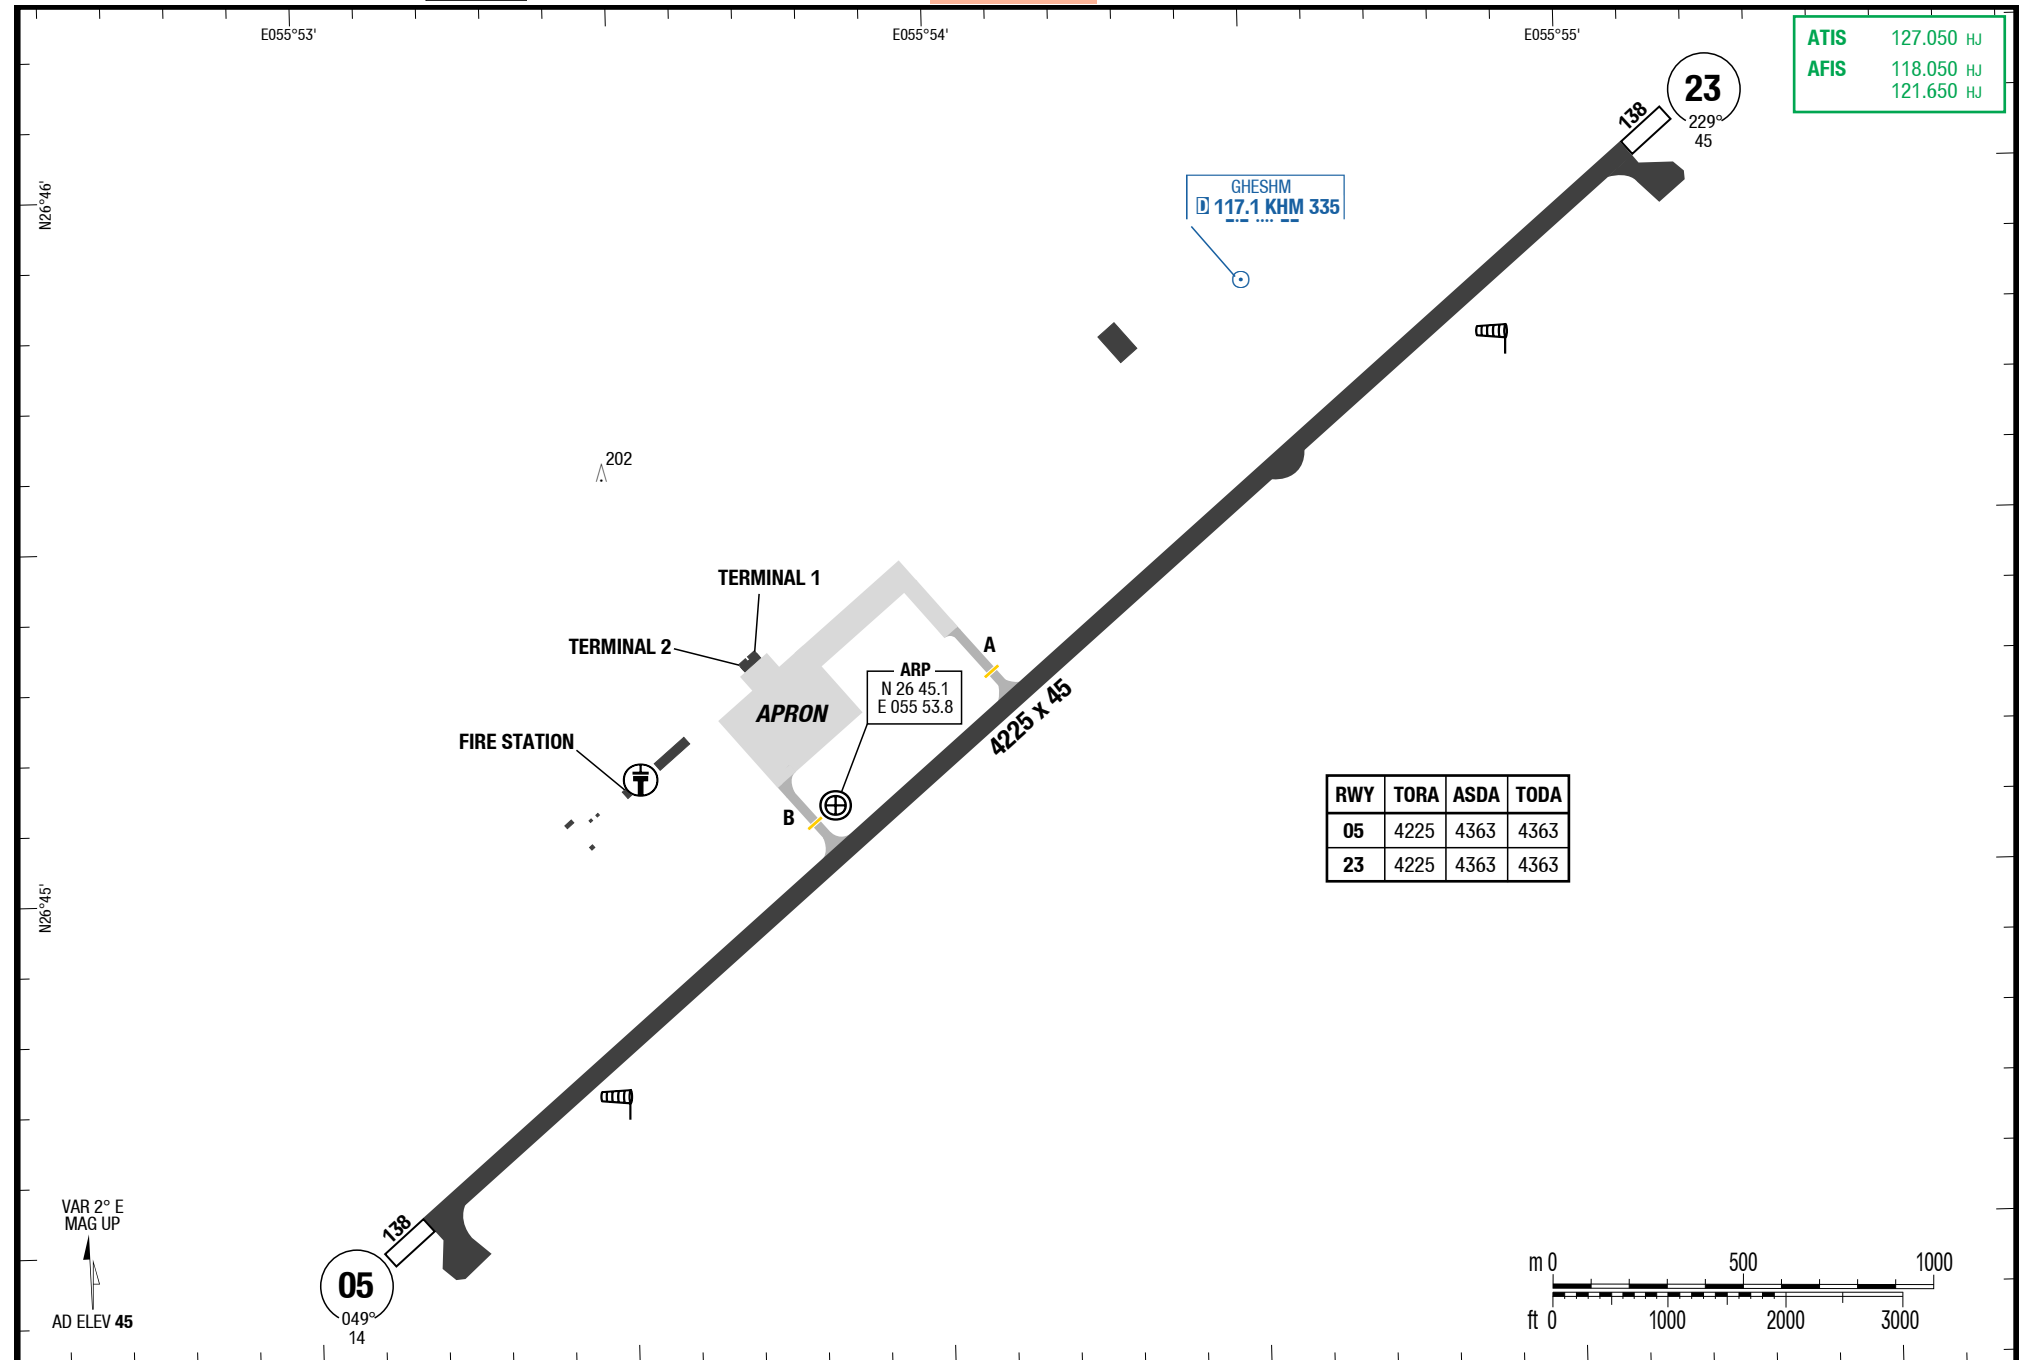 E055°53'
E055°54'
E055°55'
ATIS 127.050 HJ
AFIS 118.050 HJ
121.650 HJ
23
229°
45
138
N26°46'
GHESHM
D 117.1 KHM 335
202
TERMINAL 1
TERMINAL 2
A
ARP
N 26 45.1
E 055 53.8
APRON
4225 x 45
FIRE STATION
B
RWY TORA ASDA TODA
05 4225 4363 4363
23 4225 4363 4363
N26°45'
VAR 2° E
MAG UP
AD ELEV 45
138
05
049°
14
m 0 500 1000
ft 0 1000 2000 3000